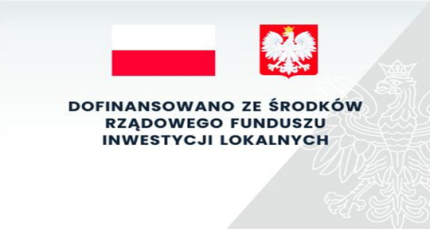 DOFINANSOWANO ZE ŚRODKÓW
RZĄDOWEGO FUNDUSZU
INWESTYCJI LOKALNYCH